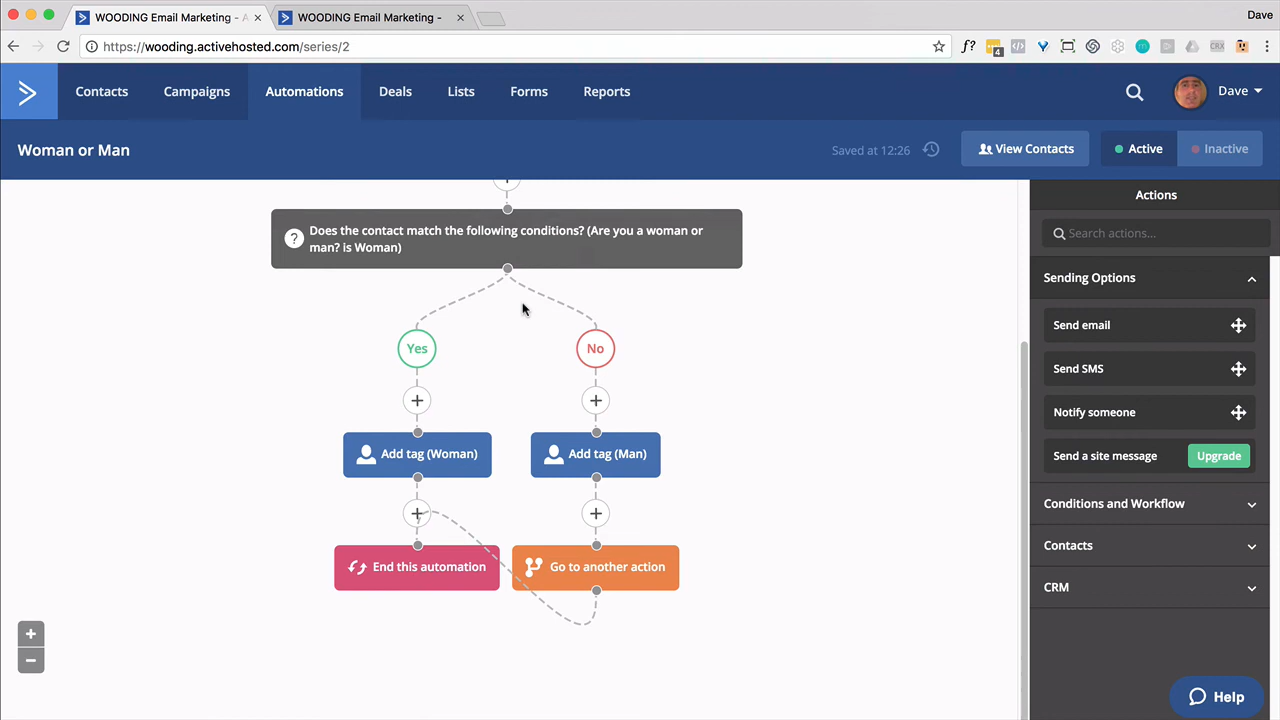 WOODING Email Marketing - A
WOODING Email Marketing -
Dave
https://wooding.activehosted.com/series/2
f?
4
m
CRX
Contacts
Campaigns
Automations
Deals
Lists
Forms
Reports
Dave
Woman or Man
Saved at 12:26
View Contacts
Active
Inactive
Does the contact match the following conditions? (Are you a woman or
man? is Woman)
Yes
No
Add tag (Woman)
Add tag (Man)
End this automation
Go to another action
Actions
Search actions...
Sending Options
Send email
Send SMS
Notify someone
Send a site message
Upgrade
Conditions and Workflow
Contacts
CRM
Help